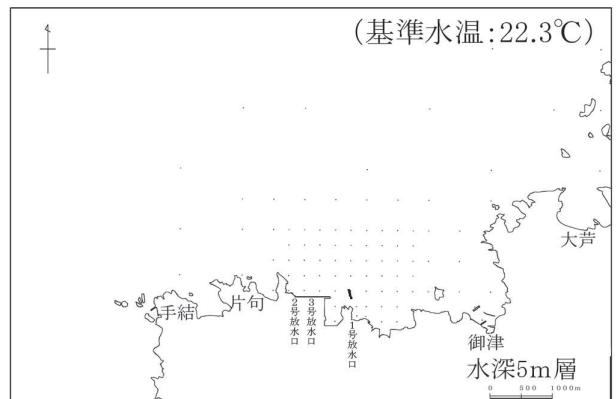 (基準水温:22.3℃)
大芦
手結
片句
2号放水口
3号放水口
1号放水口
御津
水深5m層
0 500 1000m